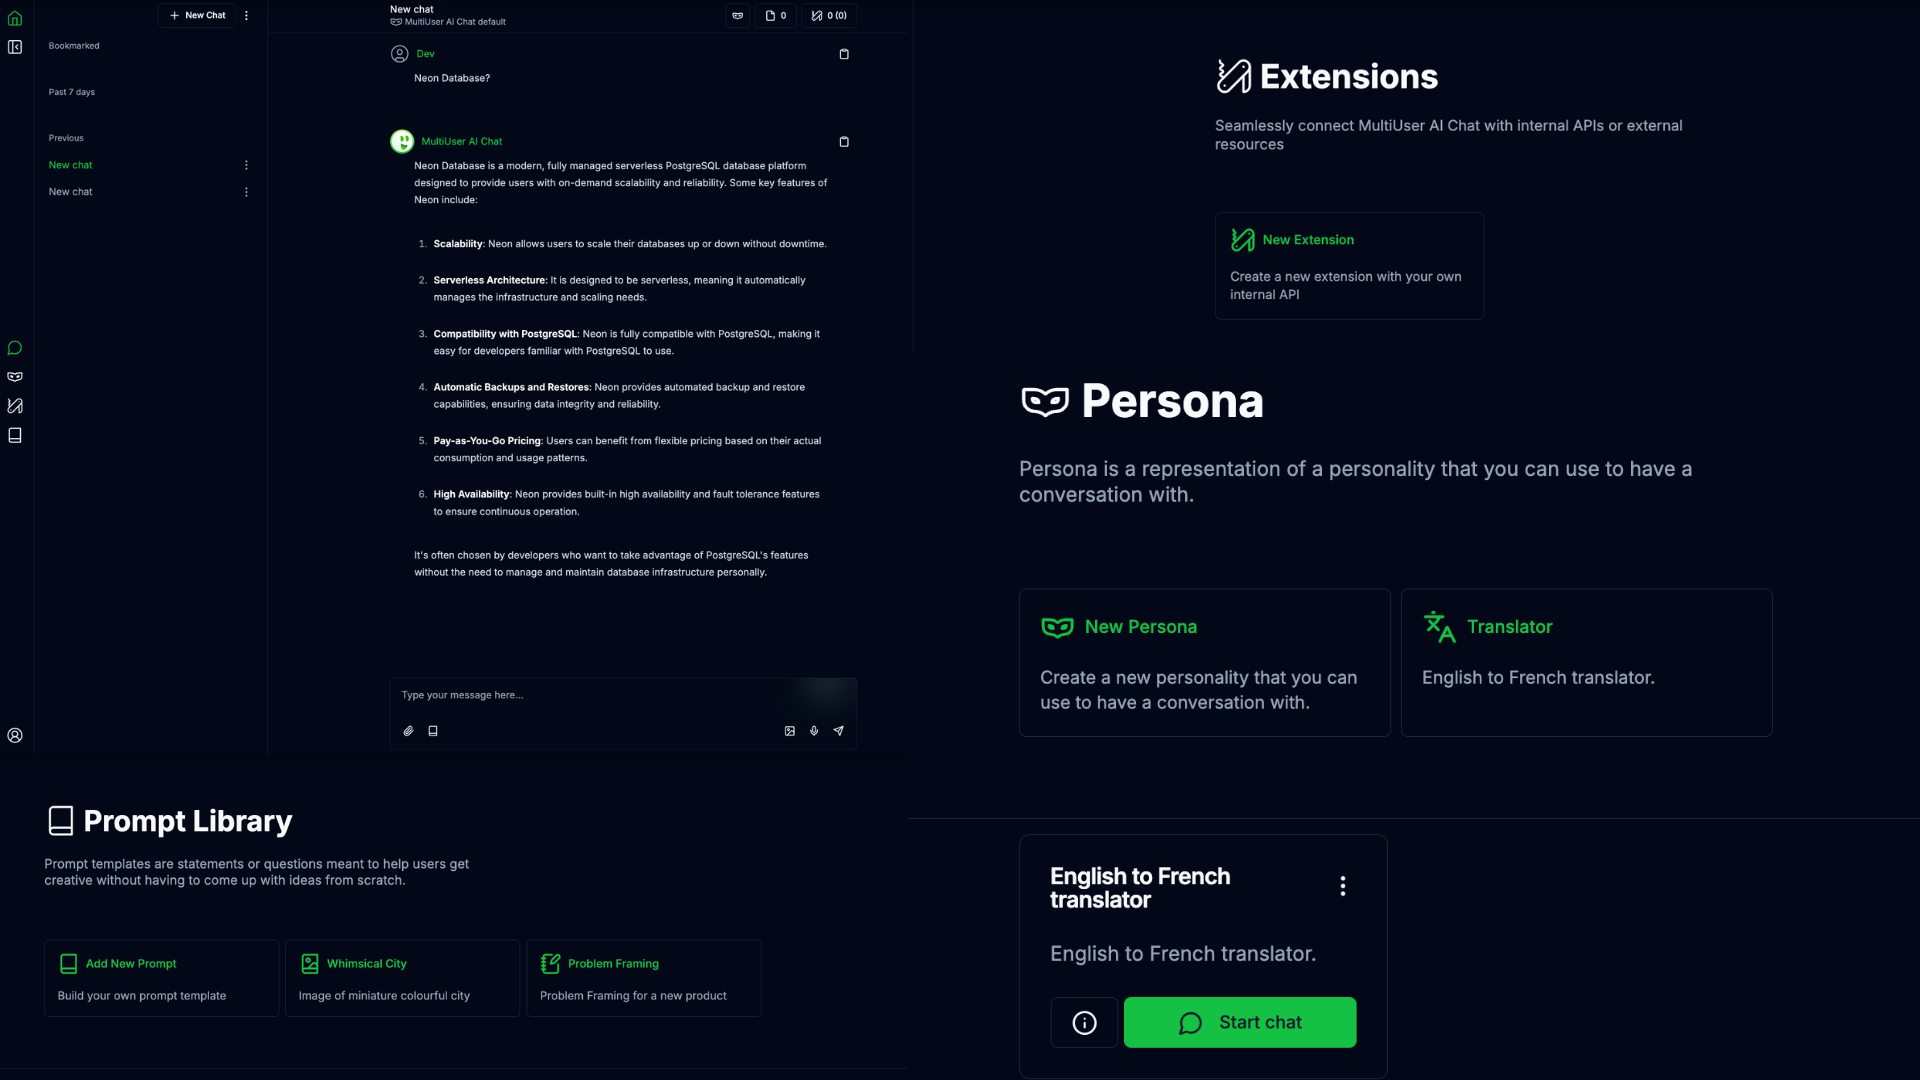 New Chat
Bookmarked
Past 7 days
Previous
New chat
New chat
New chat
MultiUser AI Chat default
0
0 (0)
Dev
Neon Database?
MultiUser AI Chat
Neon Database is a modern, fully managed serverless PostgreSQL database platform
designed to provide users with on-demand scalability and reliability. Some key features of
Neon include:
1. Scalability: Neon allows users to scale their databases up or down without downtime.
2. Serverless Architecture: It is designed to be serverless, meaning it automatically
manages the infrastructure and scaling needs.
3. Compatibility with PostgreSQL: Neon is fully compatible with PostgreSQL, making it
easy for developers familiar with PostgreSQL to use.
4. Automatic Backups and Restores: Neon provides automated backup and restore
capabilities, ensuring data integrity and reliability.
5. Pay-as-You-Go Pricing: Users can benefit from flexible pricing based on their actual
consumption and usage patterns.
6. High Availability: Neon provides built-in high availability and fault tolerance features
to ensure continuous operation.
It's often chosen by developers who want to take advantage of PostgreSQL's features
without the need to manage and maintain database infrastructure personally.
Type your message here...
Extensions
Seamlessly connect MultiUser AI Chat with internal APIs or external
resources
New Extension
Create a new extension with your own
internal API
Persona
Persona is a representation of a personality that you can use to have a
conversation with.
New Persona
Create a new personality that you can
use to have a conversation with.
Translator
English to French translator.
Prompt Library
Prompt templates are statements or questions meant to help users get
creative without having to come up with ideas from scratch.
Add New Prompt
Build your own prompt template
Whimsical City
Image of miniature colourful city
Problem Framing
Problem Framing for a new product
English to French
translator
English to French translator.
Start chat